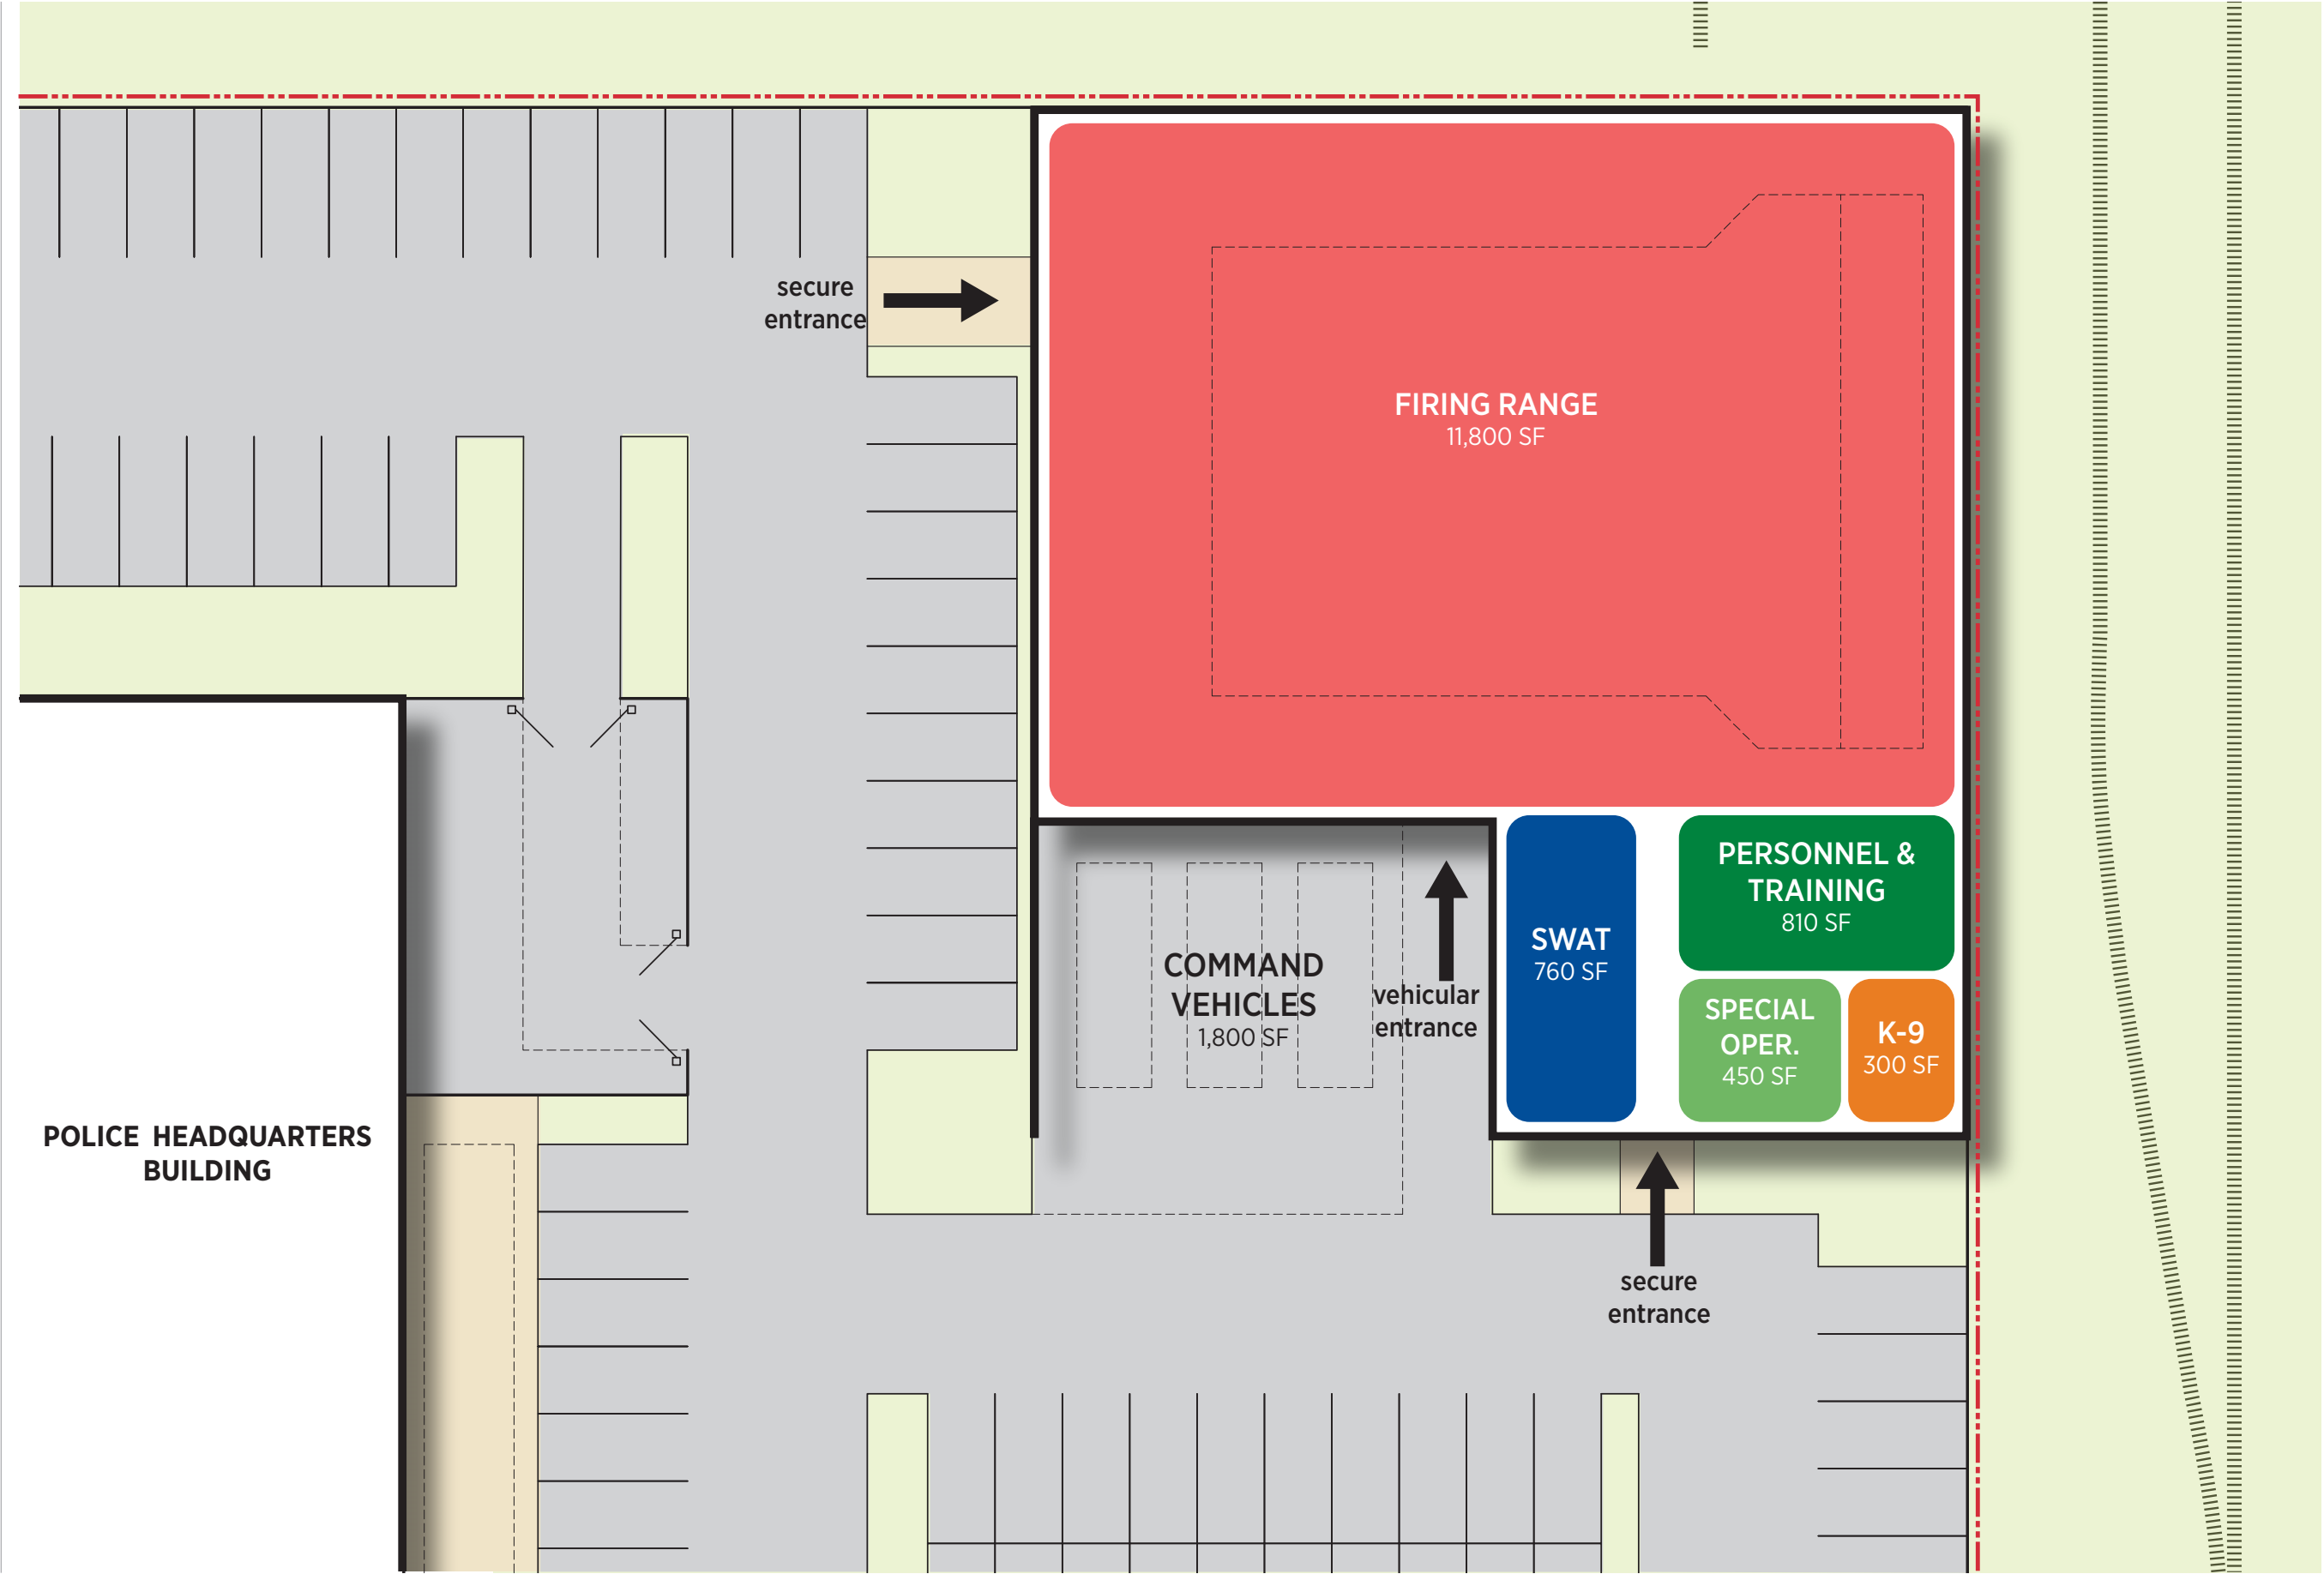 secure
entrance
FIRING RANGE
11,800 SF
PERSONNEL &
TRAINING
810 SF
SWAT
760 SF
COMMAND
VEHICLES
1,800 SF
vehicular
entrance
SPECIAL
OPER.
450 SF
K-9
300 SF
POLICE HEADQUARTERS
BUILDING
secure
entrance